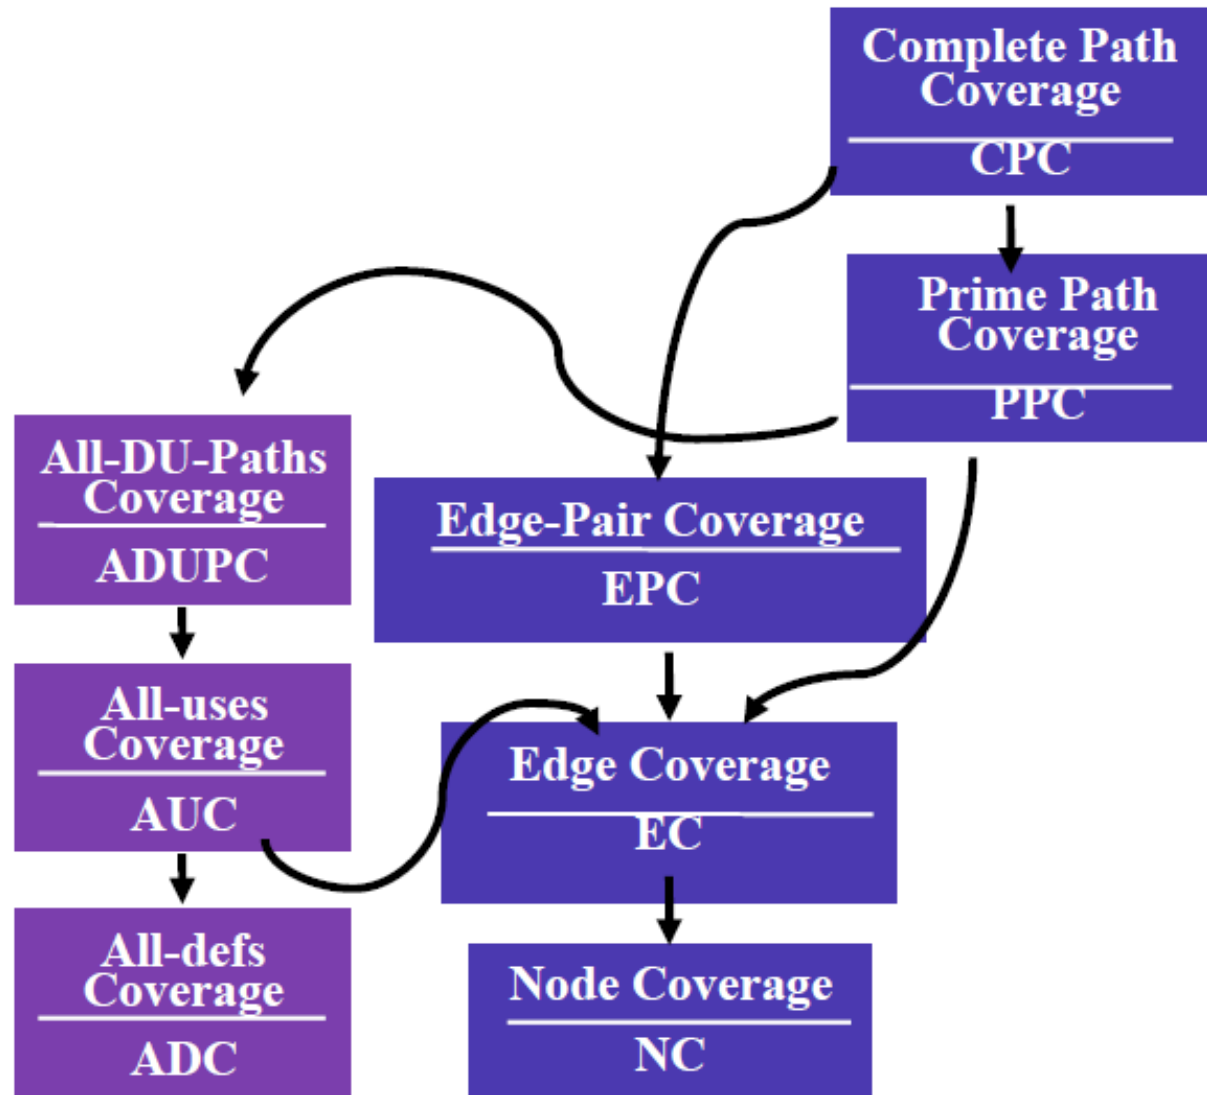 Complete Path
Coverage
CPC
Prime Path
Coverage
PPC
All-DU-Paths
Coverage
ADUPC
Edge-Pair Coverage
EPC
All-uses
Coverage
AUC
Edge Coverage
EC
All-defs
Coverage
ADC
Node Coverage
NC